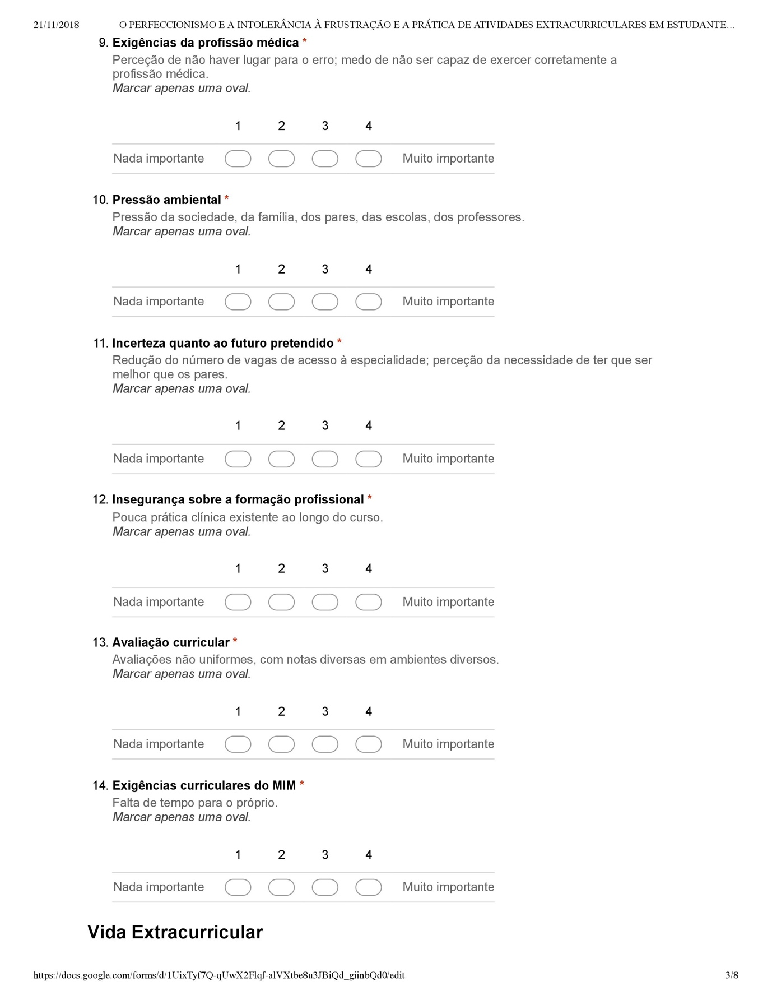 21/11/2018 O PERFECCIONISMO E A INTOLERÂNCIA À FRUSTRAÇÃO E A PRÁTICA DE ATIVIDADES EXTRACURRICULARES EM ESTUDANTE…
9. Exigências da profissão médica *
Perceção de não haver lugar para o erro; medo de não ser capaz de exercer corretamente a
profissão médica.
Marcar apenas uma oval.
1 2 3 4
Nada importante Muito importante
10. Pressão ambiental *
Pressão da sociedade, da família, dos pares, das escolas, dos professores.
Marcar apenas uma oval.
1 2 3 4
Nada importante Muito importante
11. Incerteza quanto ao futuro pretendido *
Redução do número de vagas de acesso à especialidade; perceção da necessidade de ter que ser
melhor que os pares.
Marcar apenas uma oval.
1 2 3 4
Nada importante Muito importante
12. Insegurança sobre a formação profissional *
Pouca prática clínica existente ao longo do curso.
Marcar apenas uma oval.
1 2 3 4
Nada importante Muito importante
13. Avaliação curricular *
Avaliações não uniformes, com notas diversas em ambientes diversos.
Marcar apenas uma oval.
1 2 3 4
Nada importante Muito importante
14. Exigências curriculares do MIM *
Falta de tempo para o próprio.
Marcar apenas uma oval.
1 2 3 4
Nada importante Muito importante
Vida Extracurricular
https://docs.google.com/forms/d/1UixTyf7Q-qUwX2Flqf-alVXtbe8u3JBiQd_giinbQd0/edit 3/8